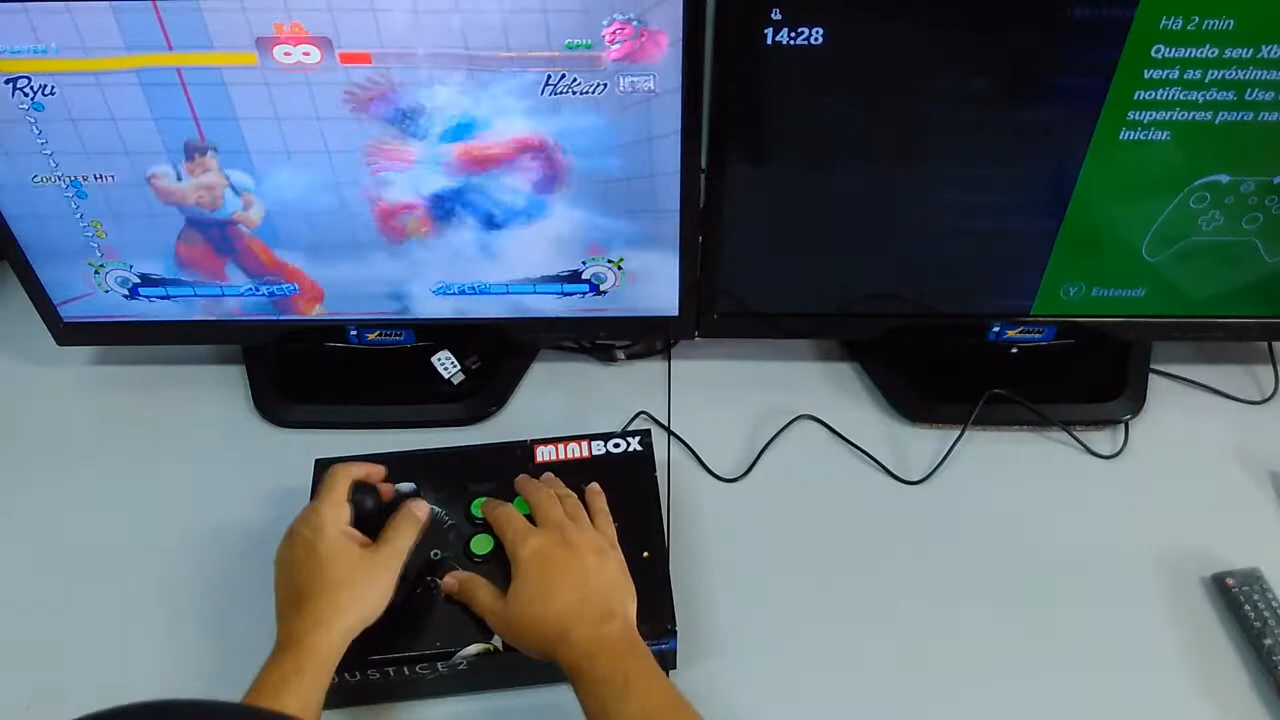 PLAYER 1
CPU
Ryu
Hakan
COUNTER HIT
SUPER!
SUPER!
14:28
Há 2 min
Quando seu Xb
verá as próximas
notificações. Use
superiores para na
iniciar.
Y Entendi
MINIBOX
JUSTICE 2